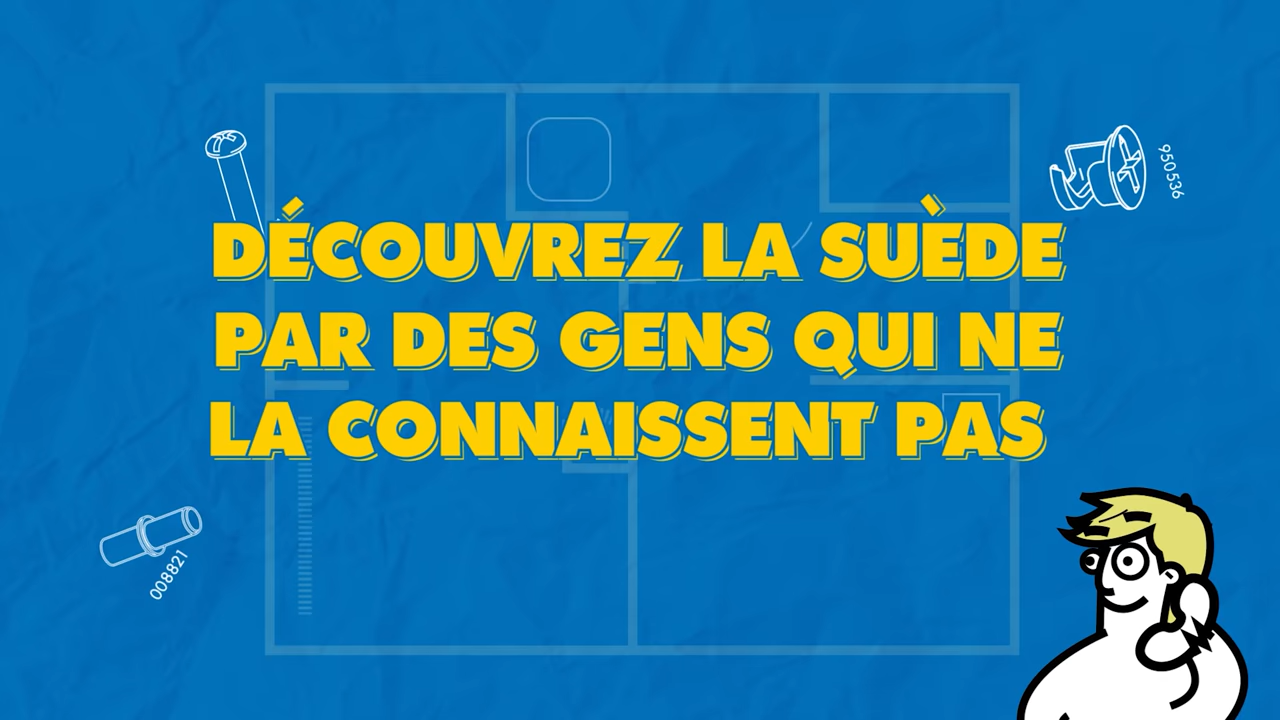 950536
DÉCOUVREZ LA SUÈDE
PAR DES GENS QUI NE
LA CONNAISSENT PAS
008821